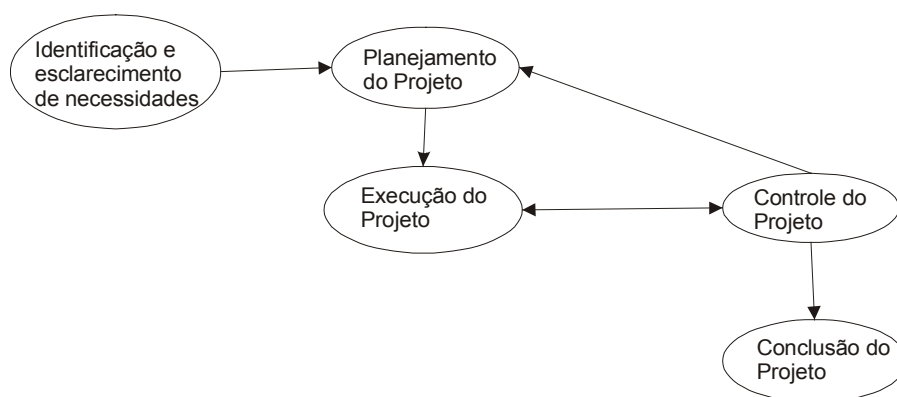 Identificação e
esclarecimento
de necessidades
Planejamento
do Projeto
Execução do
Projeto
Controle do
Projeto
Conclusão do
Projeto